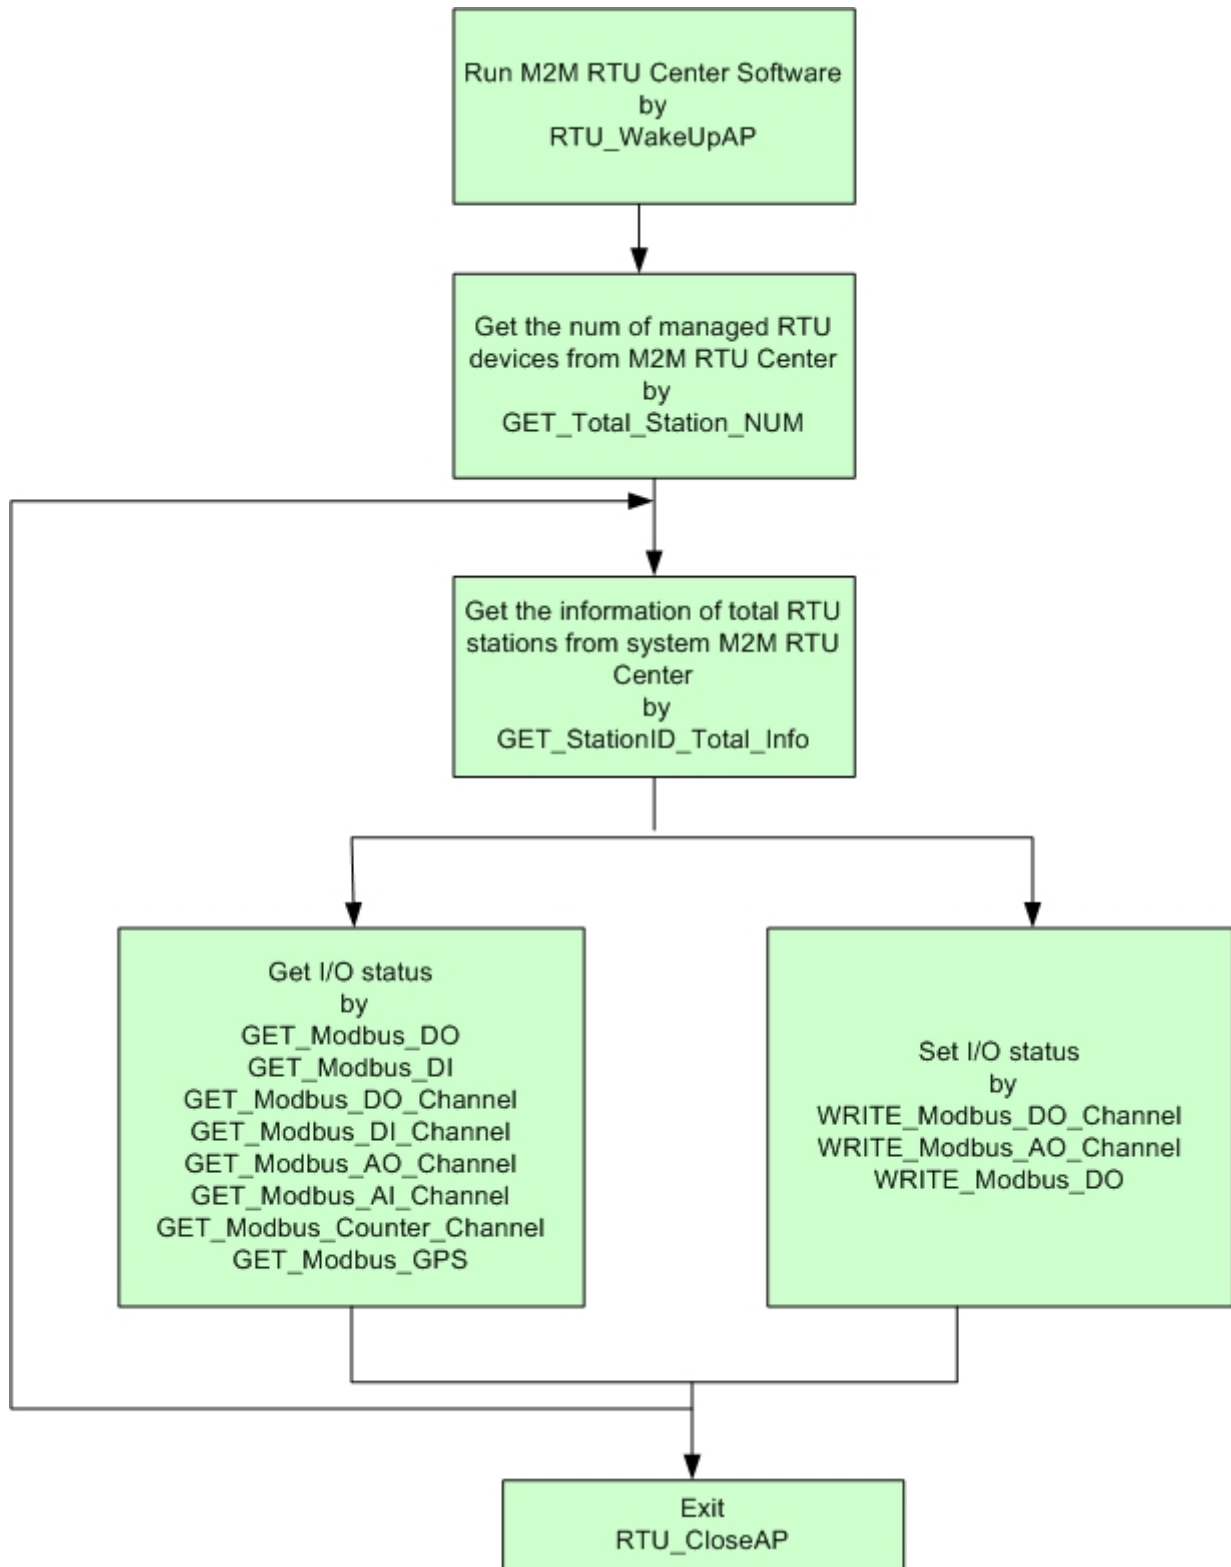 Run M2M RTU Center Software
by
RTU_WakeUpAP
Get the num of managed RTU
devices from M2M RTU Center
by
GET_Total_Station_NUM
Get the information of total RTU
stations from system M2M RTU
Center
by
GET_StationID_Total_Info
Get I/O status
by
GET_Modbus_DO
GET_Modbus_DI
GET_Modbus_DO_Channel
GET_Modbus_DI_Channel
GET_Modbus_AO_Channel
GET_Modbus_AI_Channel
GET_Modbus_Counter_Channel
GET_Modbus_GPS
Set I/O status
by
WRITE_Modbus_DO_Channel
WRITE_Modbus_AO_Channel
WRITE_Modbus_DO
Exit
RTU_CloseAP